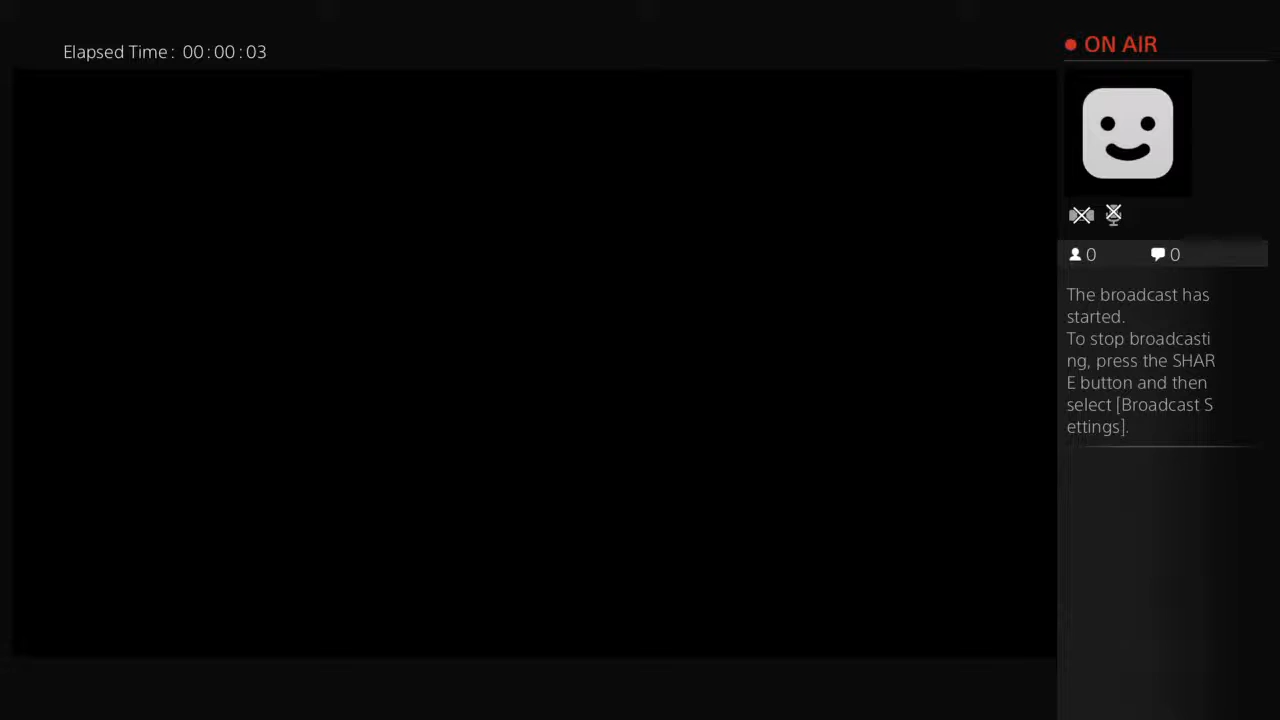 Elapsed Time: 00:00:03
ON AIR
0 0
The broadcast has
started.
To stop broadcasti
ng, press the SHAR
E button and then
select [Broadcast S
ettings].